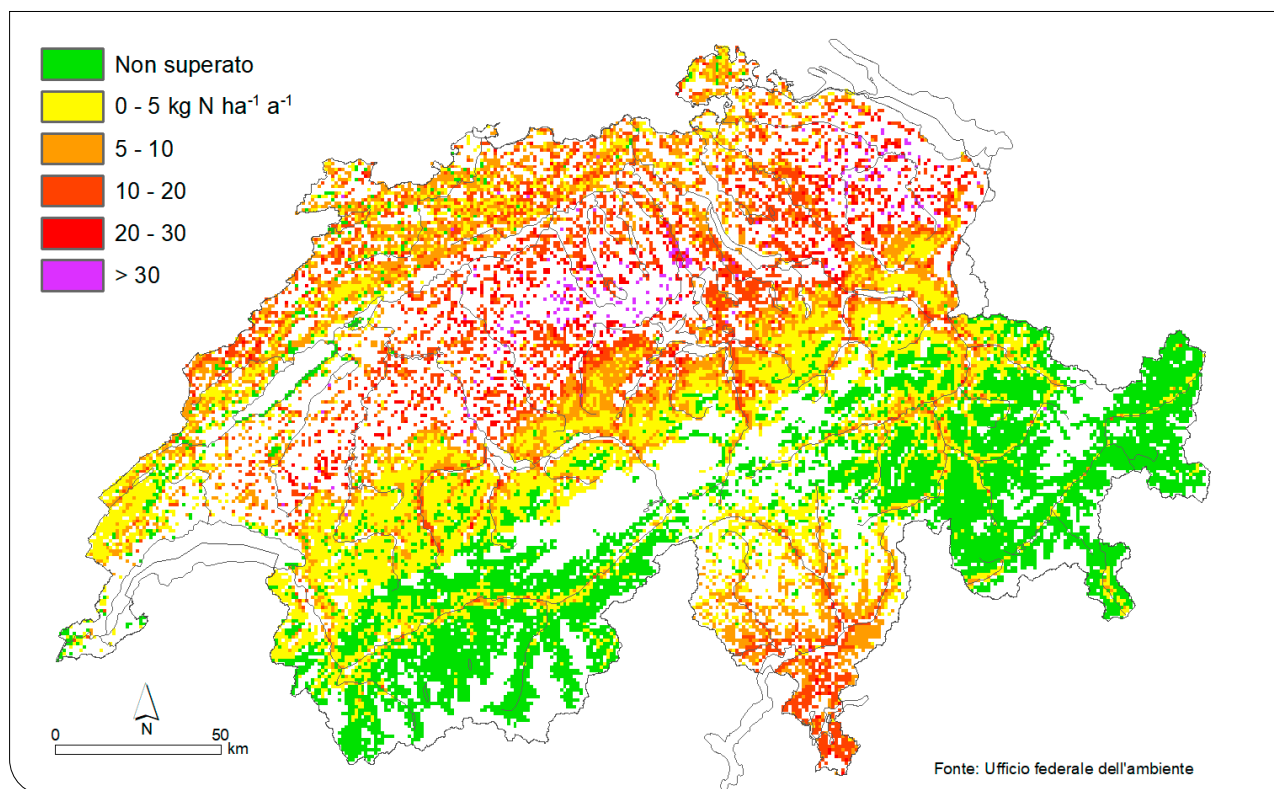 Non superato
0 - 5 kg N ha⁻¹ a⁻¹
5 - 10
10 - 20
20 - 30
> 30
N
0 50
km
Fonte: Ufficio federale dell'ambiente